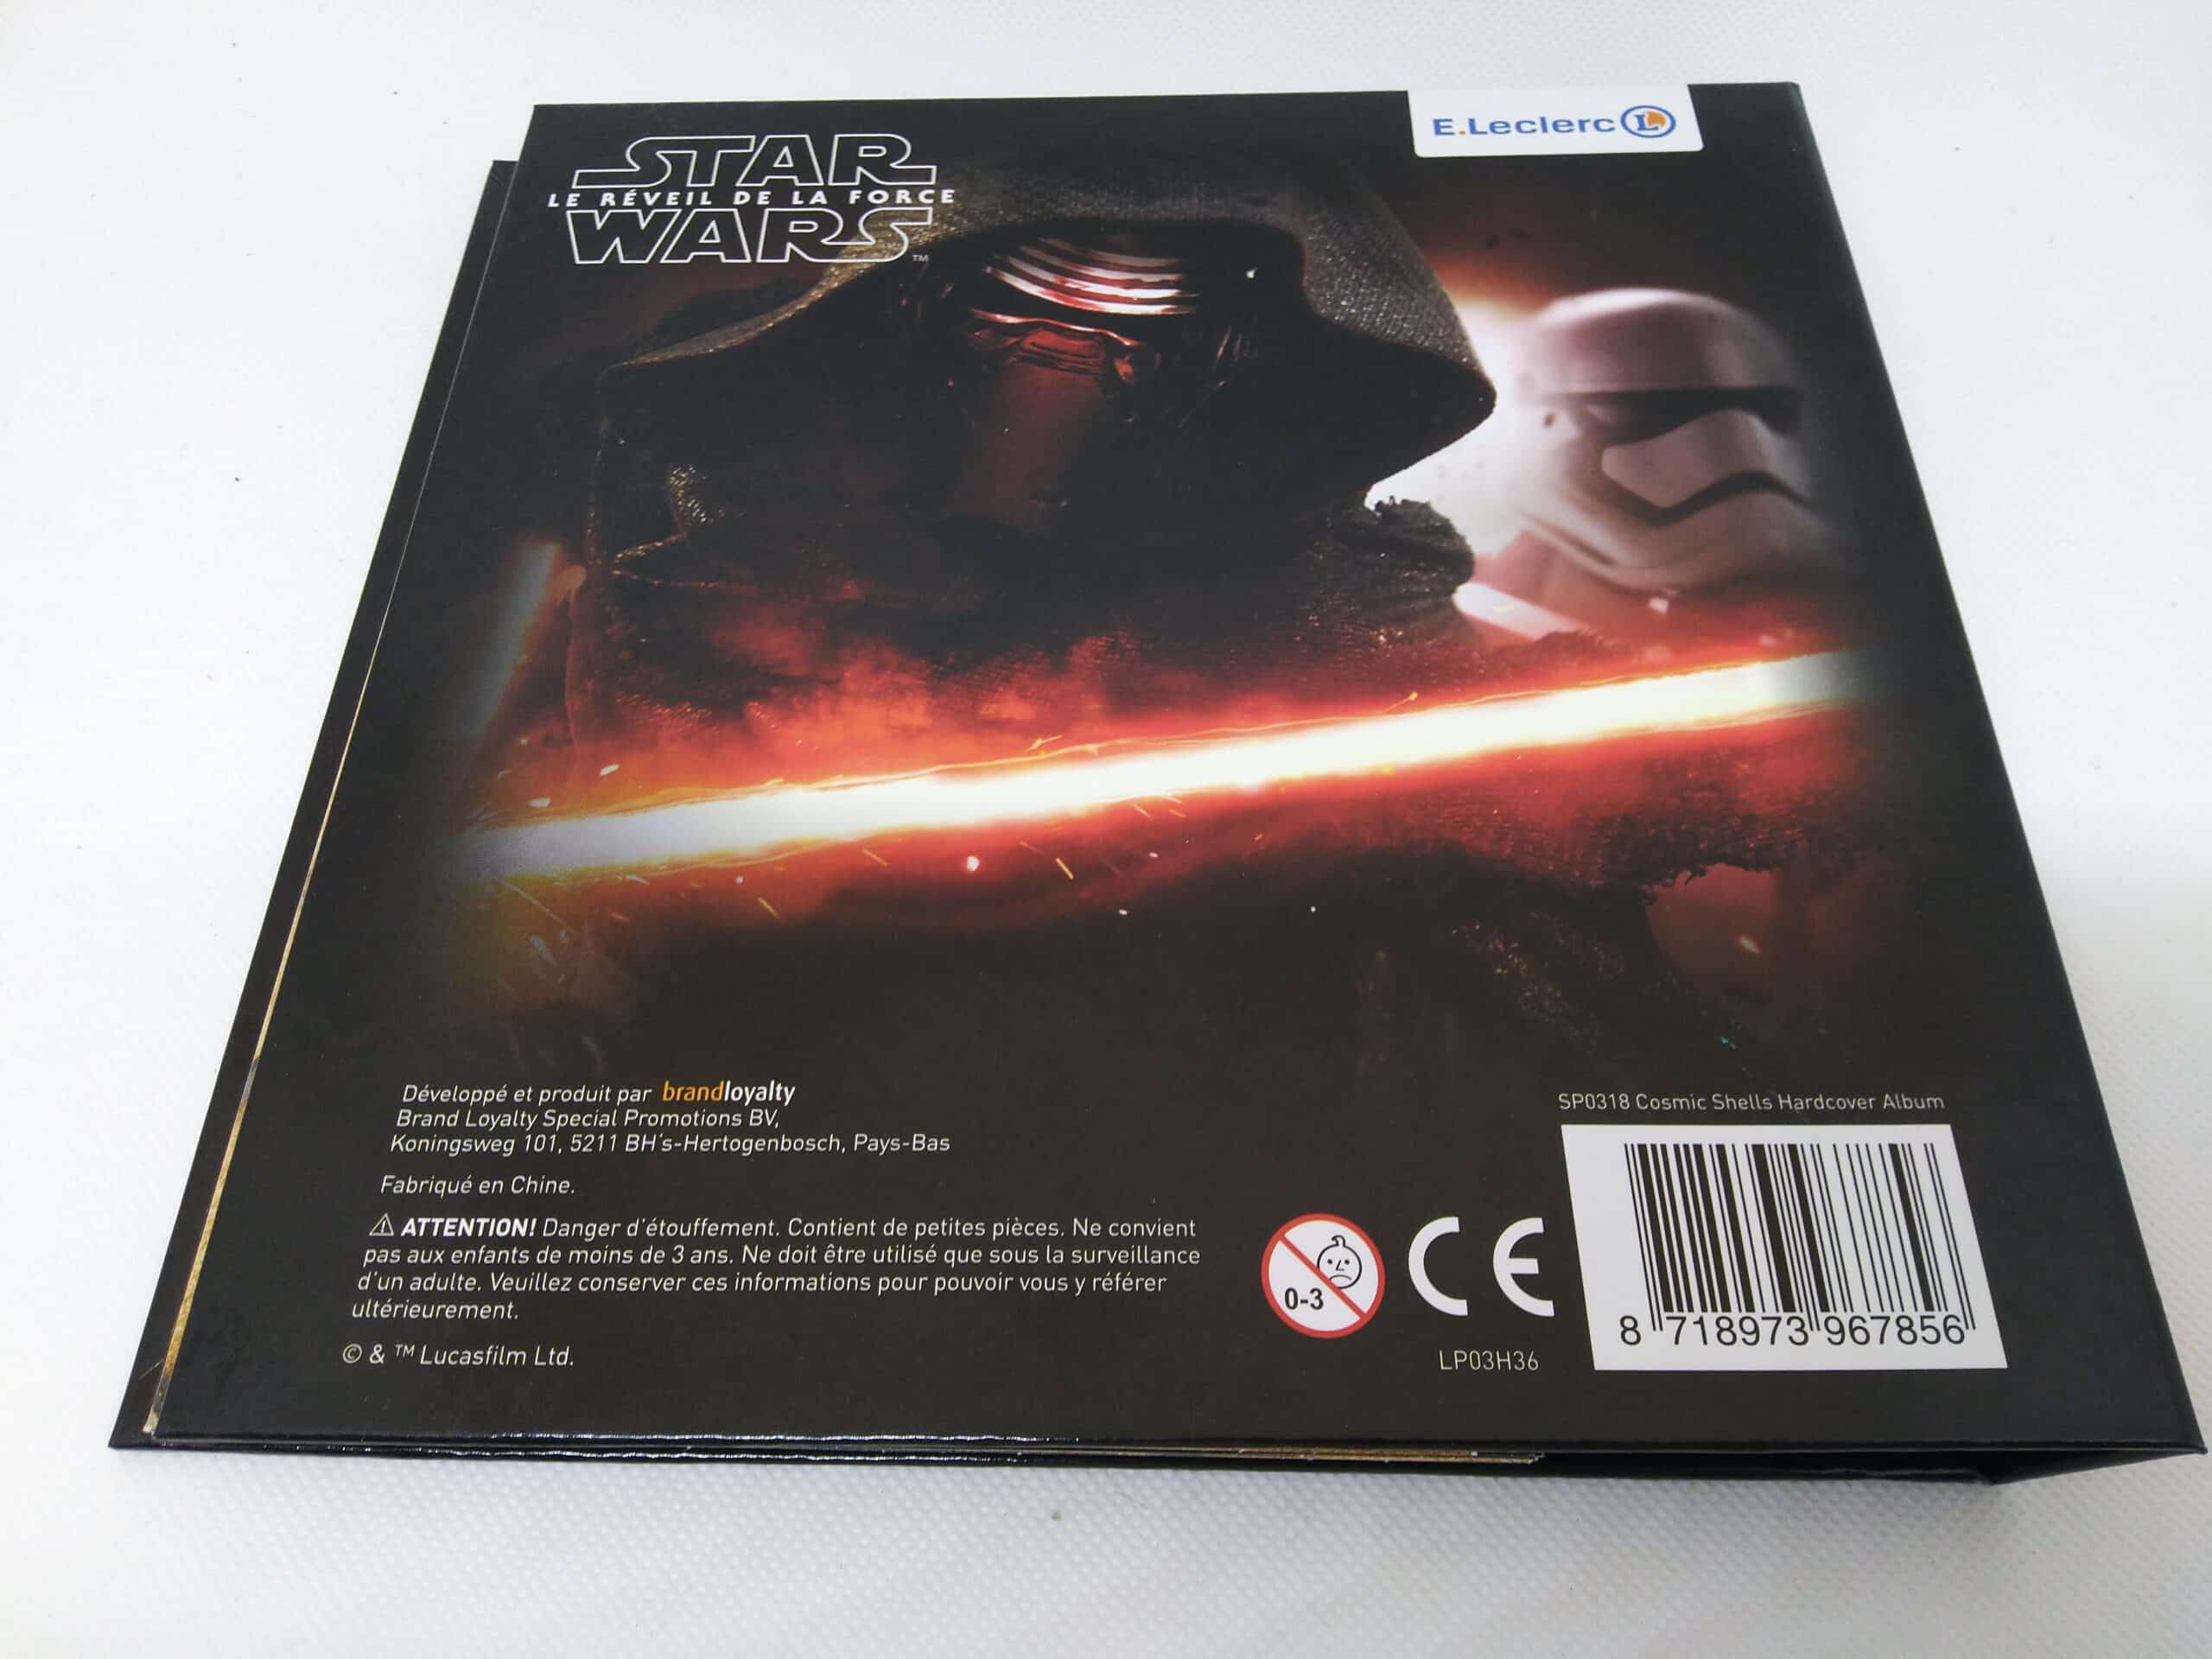 E.Leclerc L
STAR
LE RÉVEIL DE LA FORCE
WARS
TM
Développé et produit par brandloyalty
Brand Loyalty Special Promotions BV,
Koningsweg 101, 5211 BH's-Hertogenbosch, Pays-Bas
Fabriqué en Chine.
⚠ ATTENTION! Danger d'étouffement. Contient de petites pièces. Ne convient
pas aux enfants de moins de 3 ans. Ne doit être utilisé que sous la surveillance
d'un adulte. Veuillez conserver ces informations pour pouvoir vous y référer
ultérieurement.
© & ™ Lucasfilm Ltd.
0-3
CE
LP03H36
SP0318 Cosmic Shells Hardcover Album
8 718973 967856